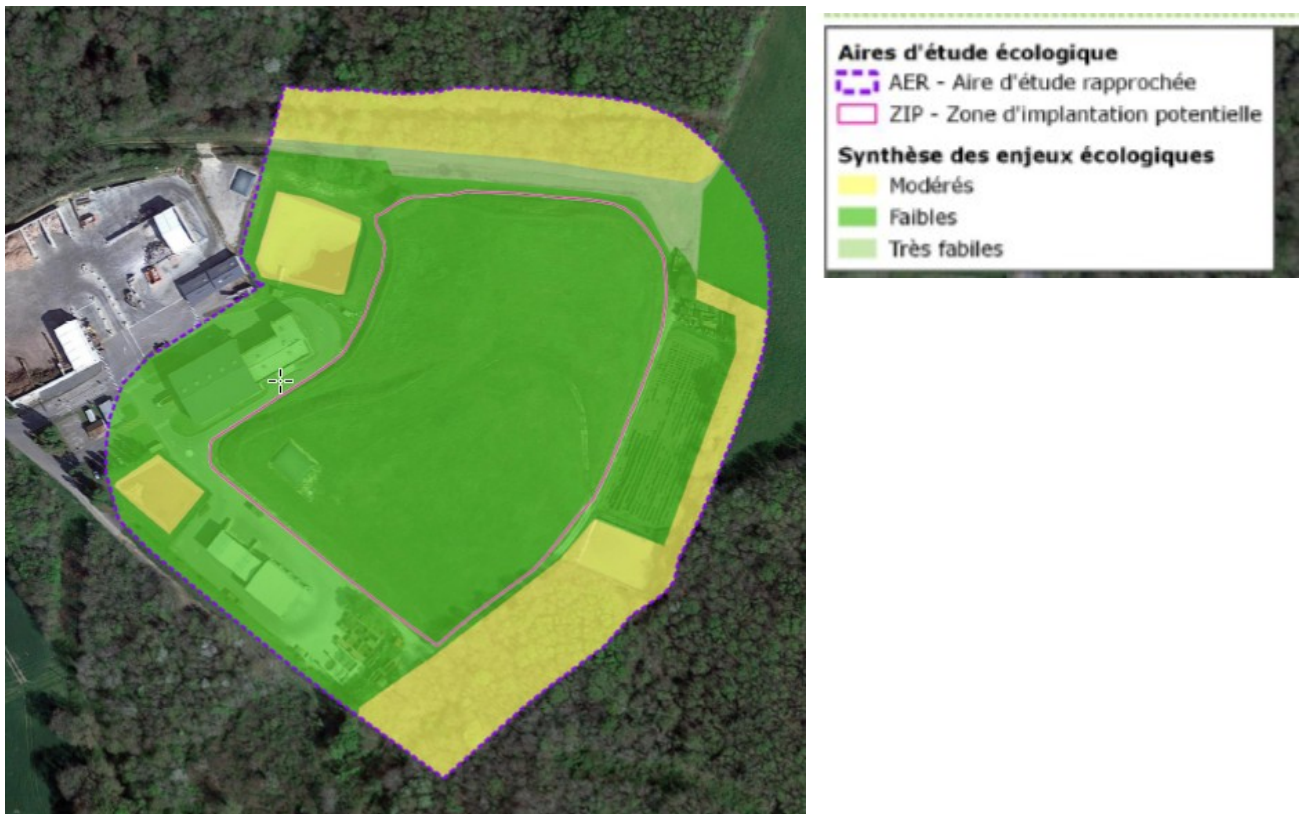 Aires d'étude écologique
AER - Aire d'étude rapprochée
ZIP - Zone d'implantation potentielle
Synthèse des enjeux écologiques
Modérés
Faibles
Très fabiles